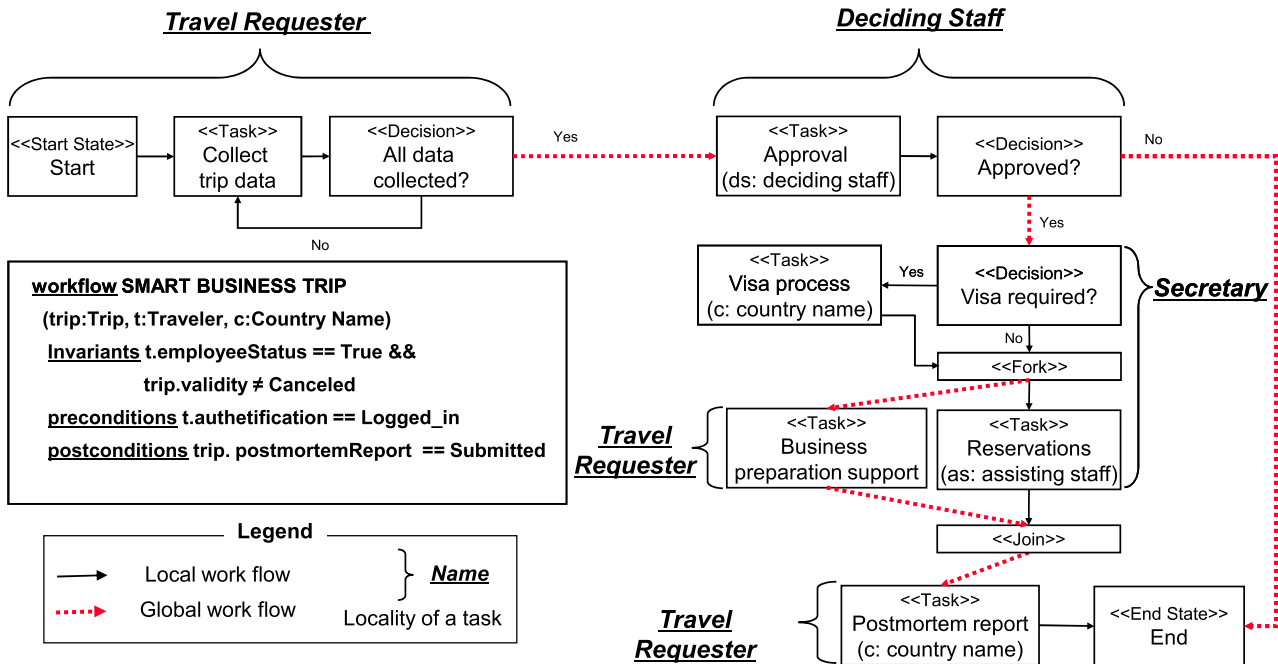 Travel Requester
Deciding Staff
<<Start State>>
Start
<<Task>>
Collect
trip data
<<Decision>>
All data
collected?
Yes
No
<<Task>>
Approval
(ds: deciding staff)
<<Decision>>
Approved?
No
Yes
<<Task>>
Visa process
(c: country name)
Yes
<<Decision>>
Visa required?
Secretary
No
<<Fork>>
workflow SMART BUSINESS TRIP
(trip:Trip, t:Traveler, c:Country Name)
Invariants t.employeeStatus == True &&
trip.validity ≠ Canceled
preconditions t.authetification == Logged_in
postconditions trip. postmortemReport == Submitted
Travel
Requester
<<Task>>
Business
preparation support
<<Task>>
Reservations
(as: assisting staff)
<<Join>>
Legend
Local work flow
Global work flow
Name
Locality of a task
Travel
Requester
<<Task>>
Postmortem report
(c: country name)
<<End State>>
End